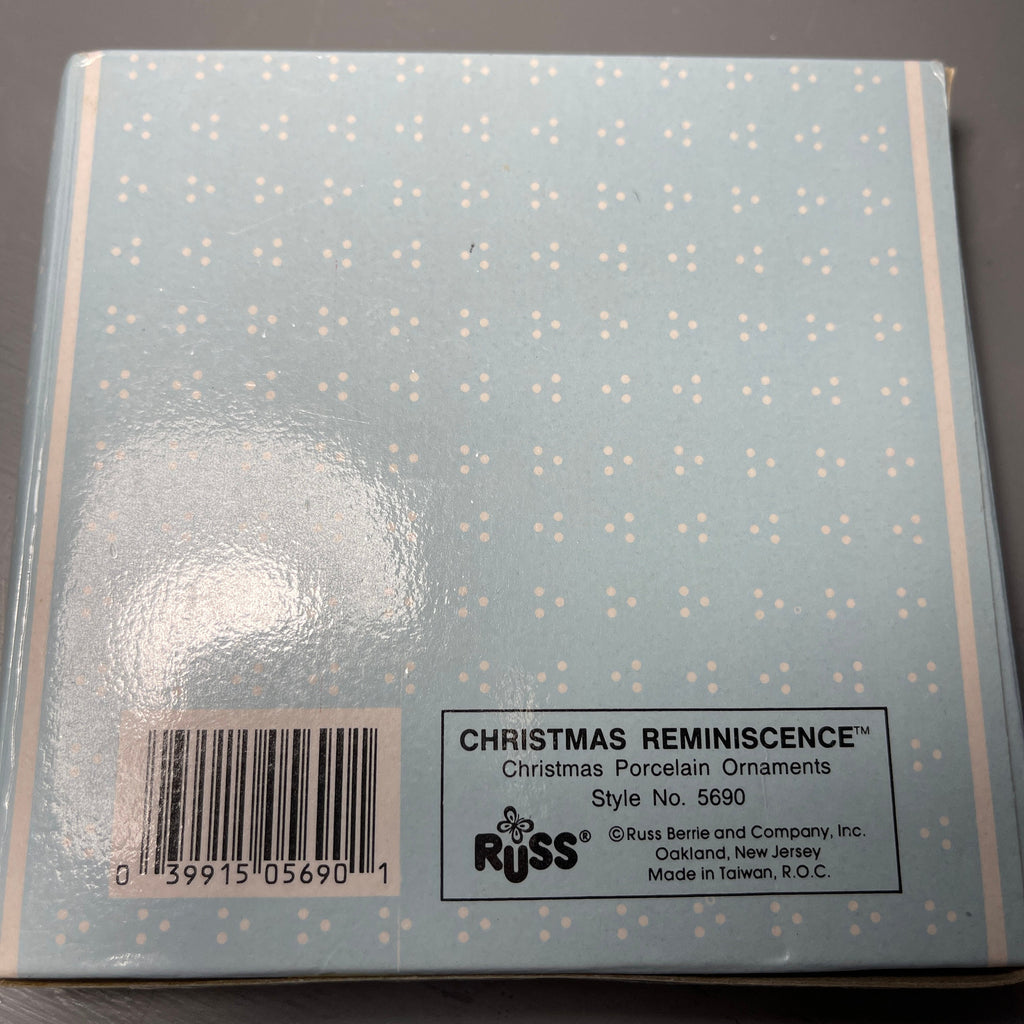 CHRISTMAS REMINISCENCE™
Christmas Porcelain Ornaments
Style No. 5690
RUSS®
©Russ Berrie and Company, Inc.
Oakland, New Jersey
Made in Taiwan, R.O.C.
0 39915 05690 1